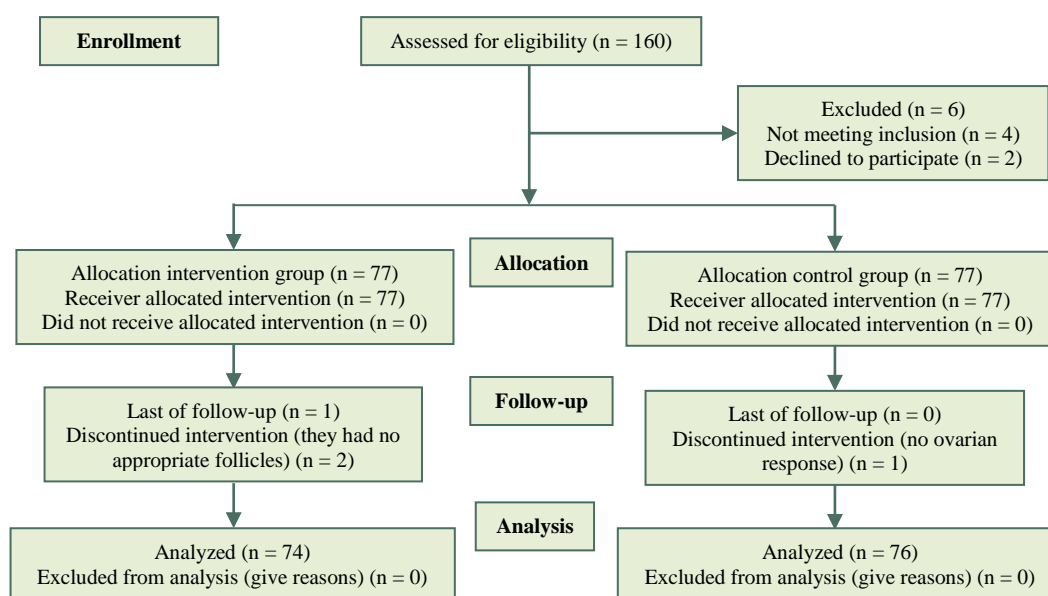 Enrollment
Assessed for eligibility (n = 160)
Excluded (n = 6)
Not meeting inclusion (n = 4)
Declined to participate (n = 2)
Allocation
Allocation intervention group (n = 77)
Receiver allocated intervention (n = 77)
Did not receive allocated intervention (n = 0)
Allocation control group (n = 77)
Receiver allocated intervention (n = 77)
Did not receive allocated intervention (n = 0)
Follow-up
Last of follow-up (n = 1)
Discontinued intervention (they had no
appropriate follicles) (n = 2)
Last of follow-up (n = 0)
Discontinued intervention (no ovarian
response) (n = 1)
Analysis
Analyzed (n = 74)
Excluded from analysis (give reasons) (n = 0)
Analyzed (n = 76)
Excluded from analysis (give reasons) (n = 0)